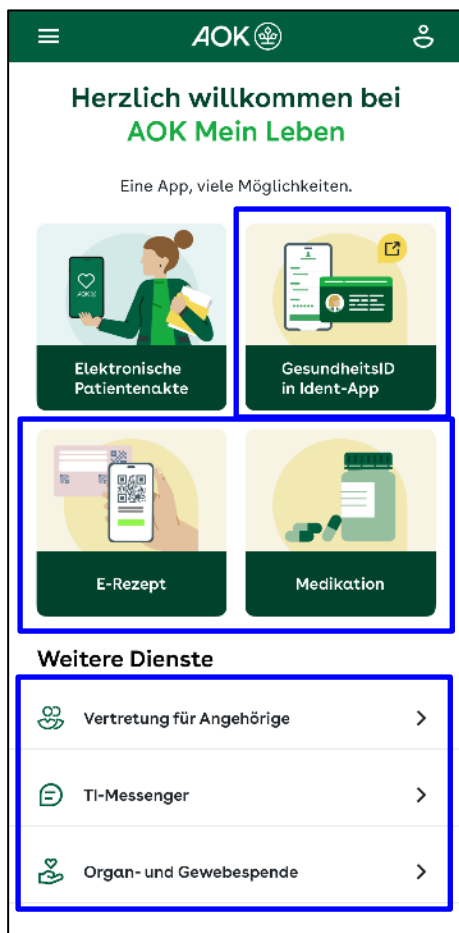 AOK
Herzlich willkommen bei
AOK Mein Leben
Eine App, viele Möglichkeiten.
AOK
Elektronische
Patientenakte
GesundheitsID
in Ident-App
E-Rezept
Medikation
Weitere Dienste
Vertretung für Angehörige
TI-Messenger
Organ- und Gewebespende